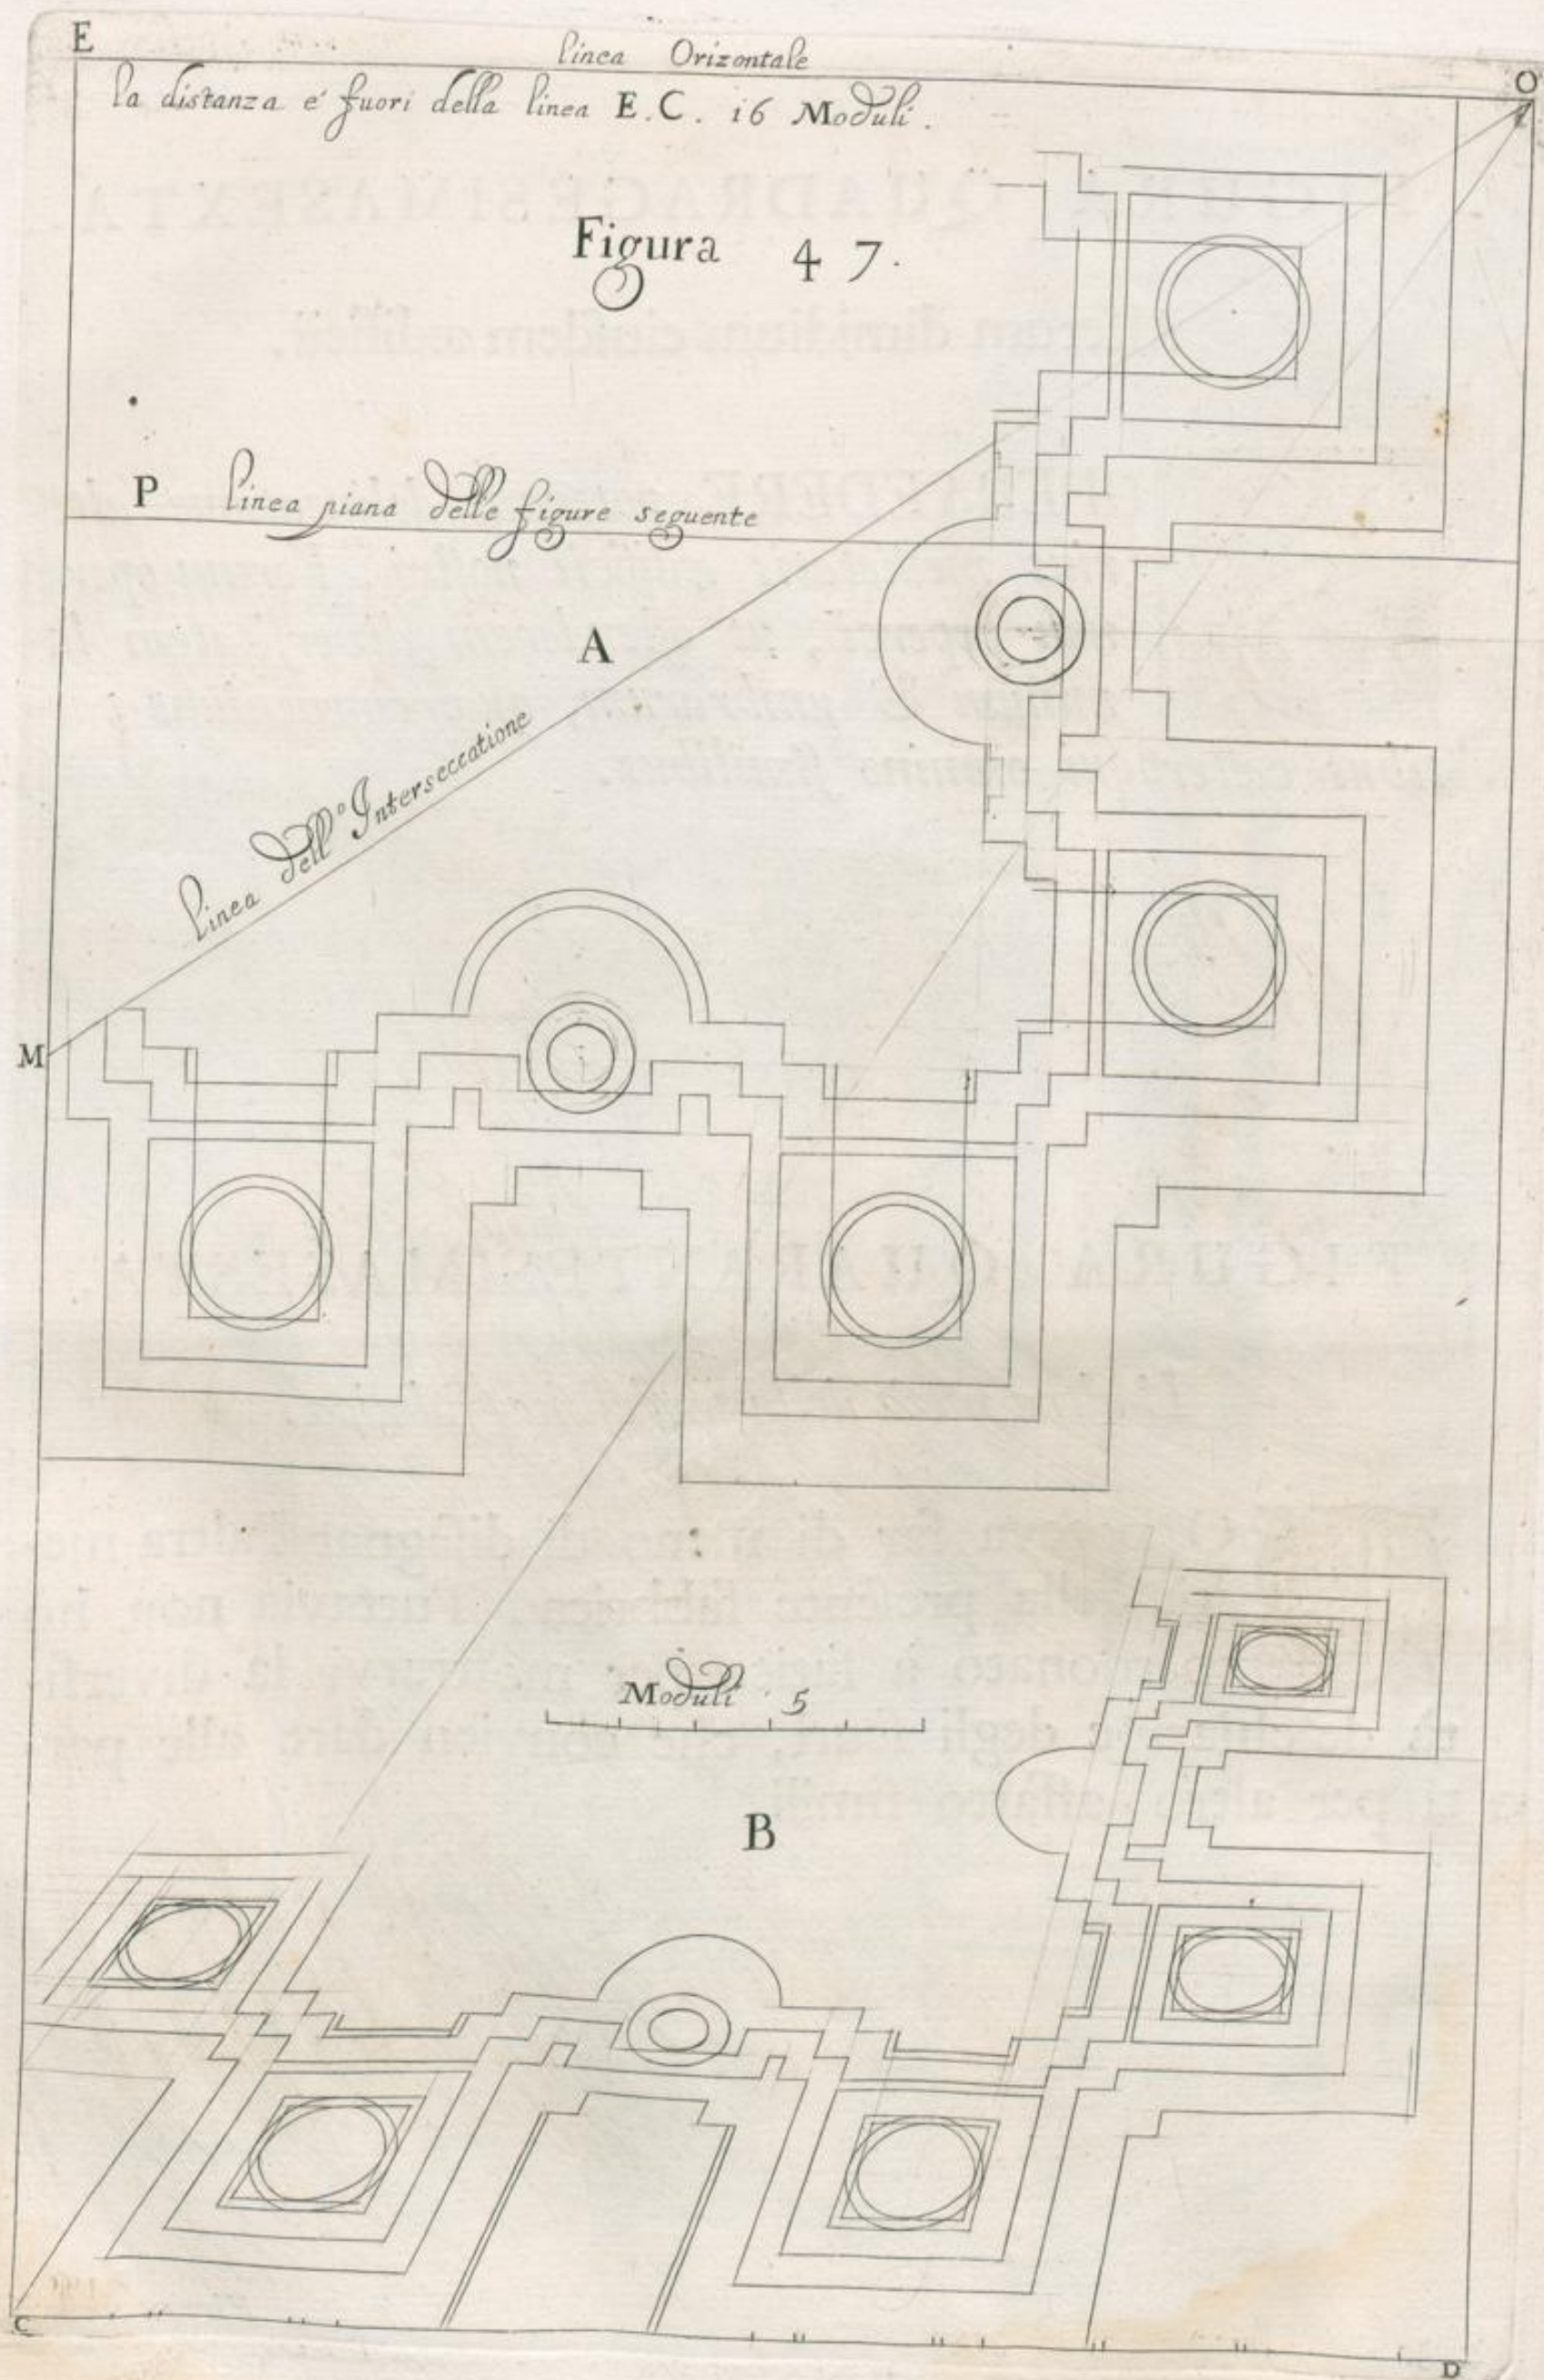 E
linea Orizontale
O
la distanza e' fuori della linea E.C. 16 Moduli.
Figura 47.
P linea piana delle figure seguente
A
linea dell' Interseccatione
M
Moduli 5
B
C
D